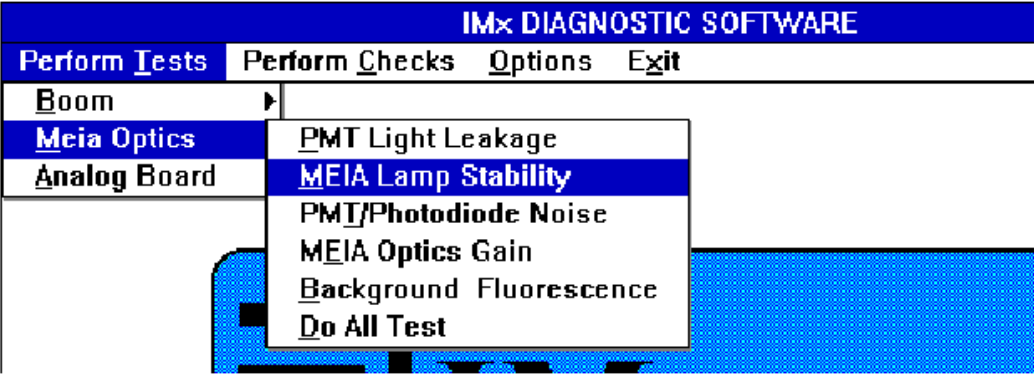 IMx DIAGNOSTIC SOFTWARE
Perform Tests Perform Checks Options Exit
Boom
Meia Optics
Analog Board
PMT Light Leakage
MEIA Lamp Stability
PMT/Photodiode Noise
MEIA Optics Gain
Background Fluorescence
Do All Test